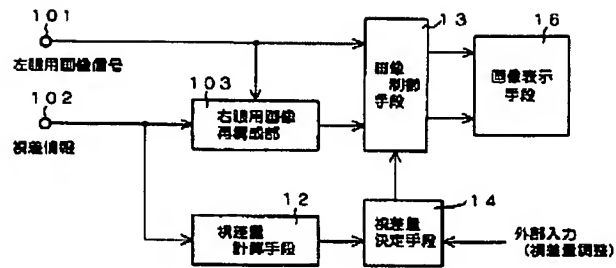 101
左眼用画像信号
102
視差情報
103
右眼用画像
再構成部
13
画像
制御
手段
16
画像表示
手段
12
視差量
計算手段
14
視差量
決定手段
外部入力
(視差量調整)